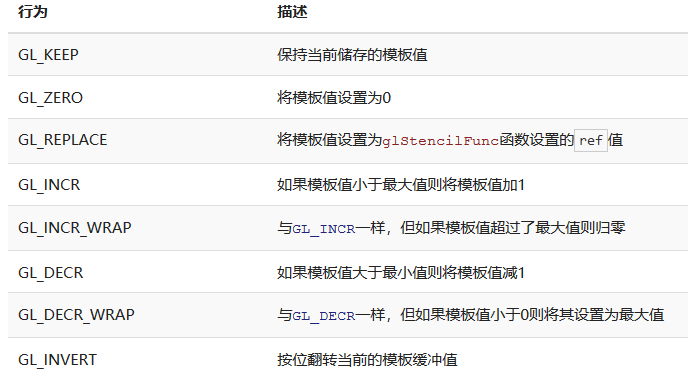 行为 描述
GL_KEEP 保持当前储存的模板值
GL_ZERO 将模板值设置为0
GL_REPLACE 将模板值设置为glStencilFunc函数设置的ref值
GL_INCR 如果模板值小于最大值则将模板值加1
GL_INCR_WRAP 与GL_INCR一样，但如果模板值超过了最大值则归零
GL_DECR 如果模板值大于最小值则将模板值减1
GL_DECR_WRAP 与GL_DECR一样，但如果模板值小于0则将其设置为最大值
GL_INVERT 按位翻转当前的模板缓冲值